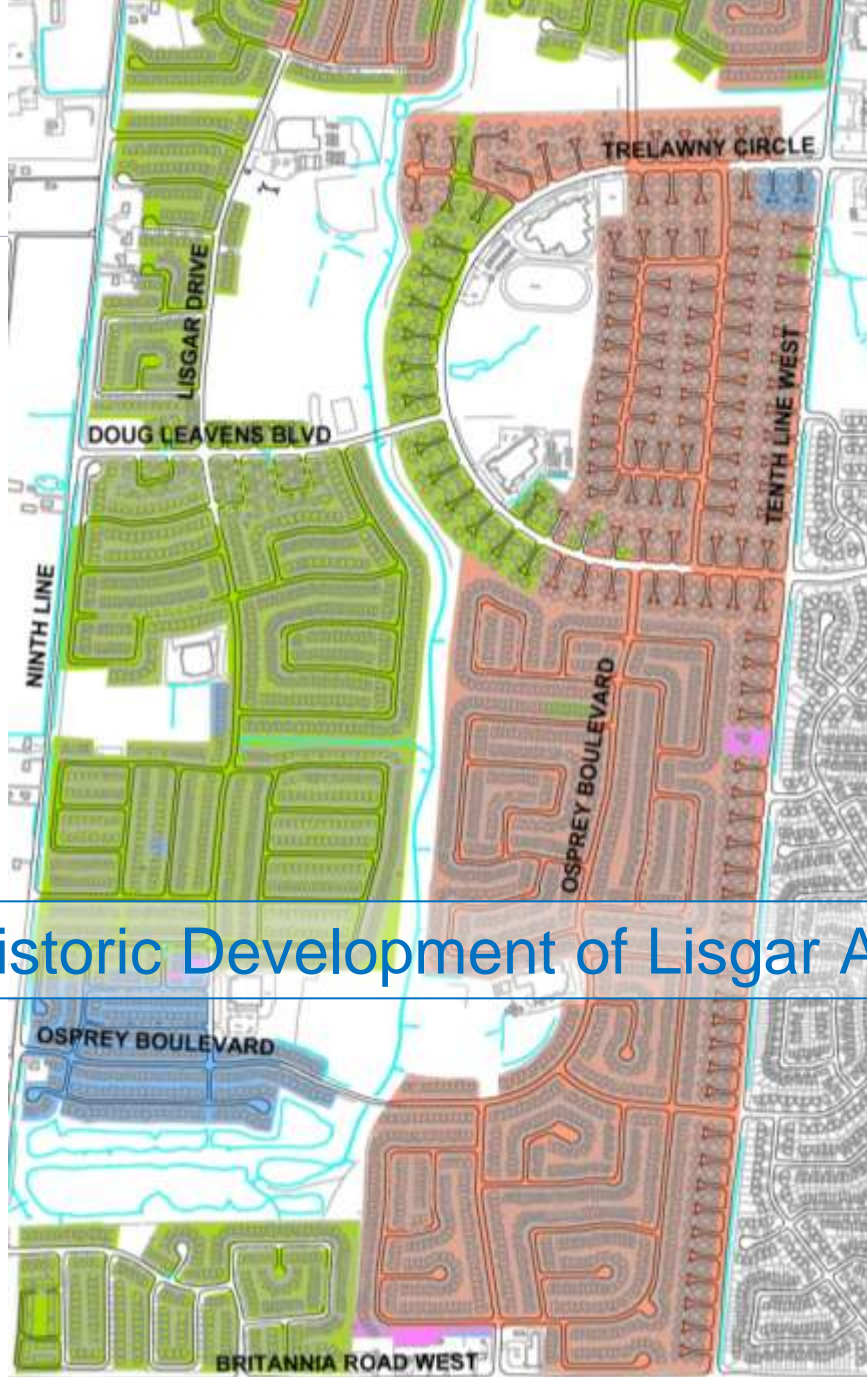 TRELAWNY CIRCLE
LISGAR DRIVE
TENTH LINE WEST
DOUG LEAVENS BLVD
NINTH LINE
OSPREY BOULEVARD
istoric Development of Lisgar A
OSPREY BOULEVARD
BRITANNIA ROAD WEST